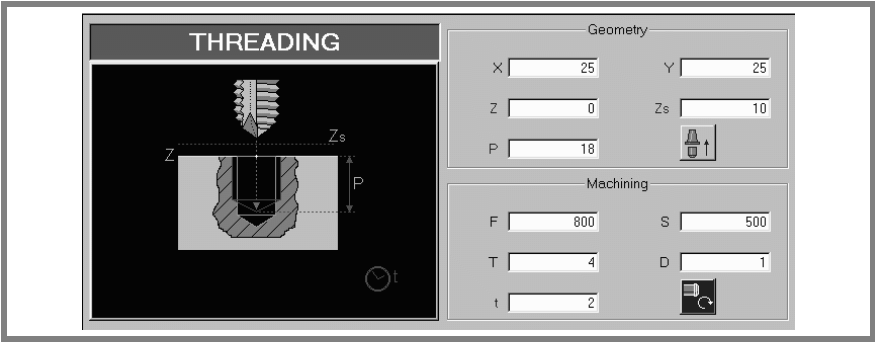 THREADING
Zs
Z
P
t
Geometry
X 25 Y 25
Z 0 Zs 10
P 18
Machining
F 800 S 500
T 4 D 1
t 2